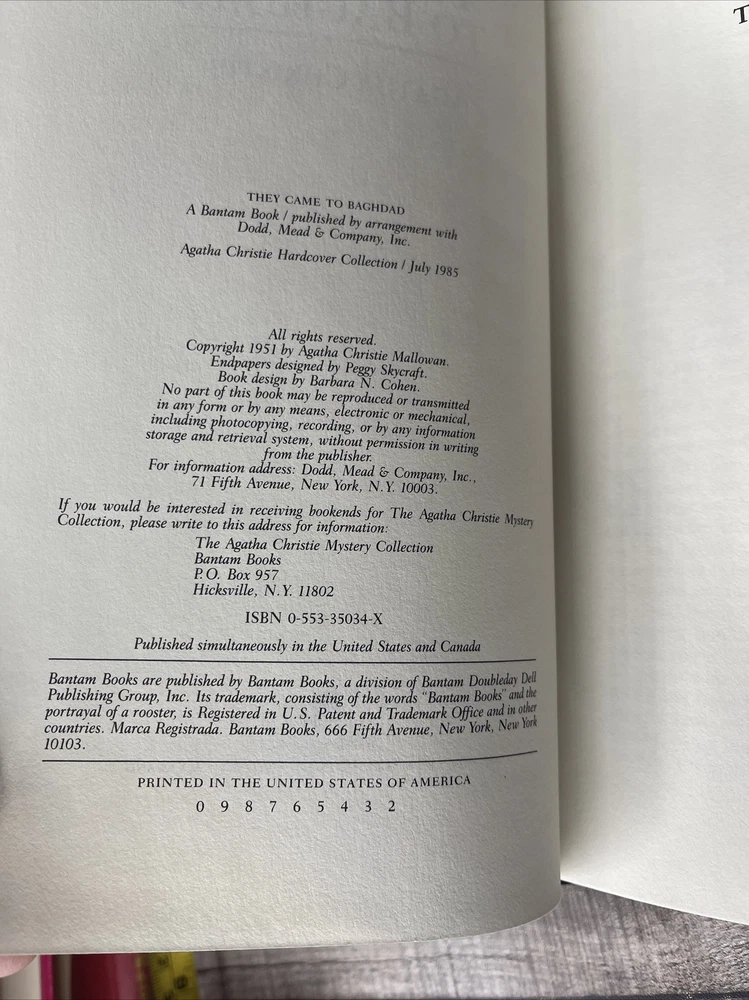 THEY CAME TO BAGHDAD
A Bantam Book / published by arrangement with
Dodd, Mead & Company, Inc.
Agatha Christie Hardcover Collection / July 1985
All rights reserved.
Copyright 1951 by Agatha Christie Mallowan.
Endpapers designed by Peggy Skycraft.
Book design by Barbara N. Cohen.
No part of this book may be reproduced or transmitted
in any form or by any means, electronic or mechanical,
including photocopying, recording, or by any information
storage and retrieval system, without permission in writing
from the publisher.
For information address: Dodd, Mead & Company, Inc.,
71 Fifth Avenue, New York, N.Y. 10003.
If you would be interested in receiving bookends for The Agatha Christie Mystery
Collection, please write to this address for information:
The Agatha Christie Mystery Collection
Bantam Books
P.O. Box 957
Hicksville, N.Y. 11802
ISBN 0-553-35034-X
Published simultaneously in the United States and Canada
Bantam Books are published by Bantam Books, a division of Bantam Doubleday Dell
Publishing Group, Inc. Its trademark, consisting of the words "Bantam Books" and the
portrayal of a rooster, is Registered in U.S. Patent and Trademark Office and in other
countries. Marca Registrada. Bantam Books, 666 Fifth Avenue, New York, New York
10103.
PRINTED IN THE UNITED STATES OF AMERICA
0 9 8 7 6 5 4 3 2